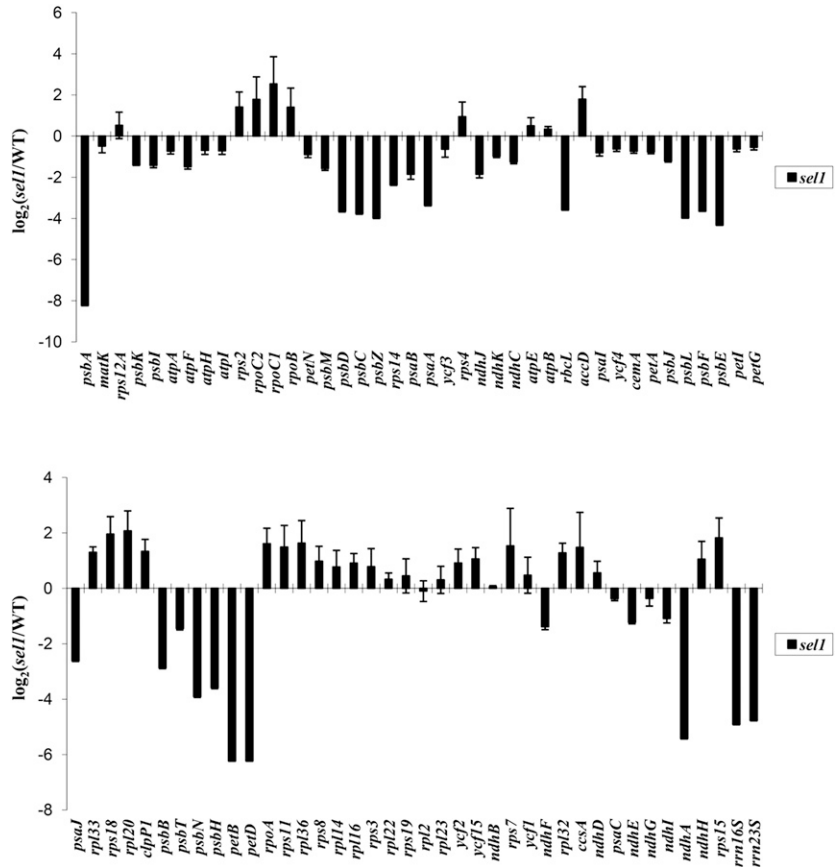 6
4
2
0
-2
-4
-6
-8
-10
log2(sel1/WT)
psbA
matK
rps12A
psbK
psbI
atpA
atpF
atpH
atpI
rps2
rpoC2
rpoC1
rpoB
petN
psbM
psbD
psbC
psbZ
rps14
psaB
psaA
ycf3
rps4
ndhJ
ndhK
ndhC
atpE
atpB
rbcL
accD
psaI
ycf4
cemA
petA
psbJ
psbL
psbF
psbE
petI
petG
sel1
4
2
0
-2
-4
-6
-8
log2(sel1/WT)
psaJ
rpl33
rps18
rpl20
clpP1
psbB
psbT
psbN
psbH
petB
petD
rpoA
rps11
rpl36
rps8
rpl14
rpl16
rps3
rpl22
rps19
rpl2
rpl23
ycf2
ycf15
ndhB
rps7
ycf1
ndhF
rpl32
ccsA
ndhD
psaC
ndhE
ndhG
ndhI
ndhA
ndhH
rps15
rrn16S
rrn23S
sel1